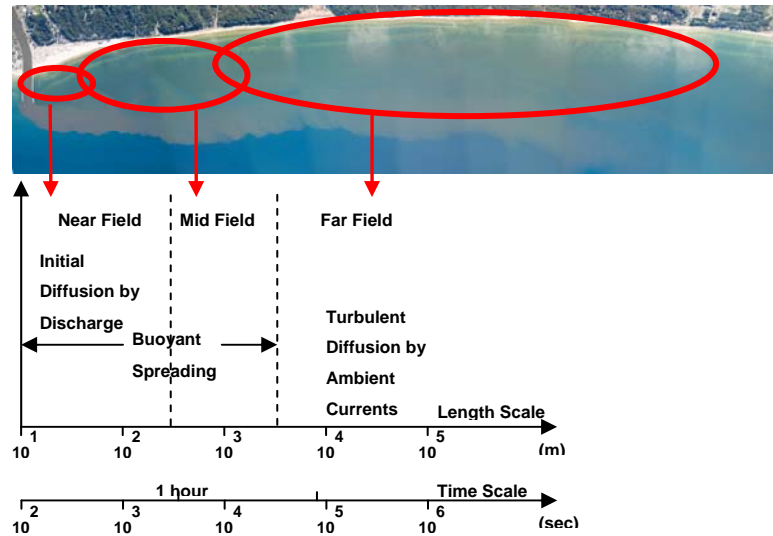 Near Field Mid Field Far Field
Initial
Diffusion by
Discharge
Buoyant
Spreading
Turbulent
Diffusion by
Ambient
Currents
Length Scale
10 1 10 2 10 3 10 4 10 5 (m)
1 hour Time Scale
10 2 10 3 10 4 10 5 10 6 (sec)